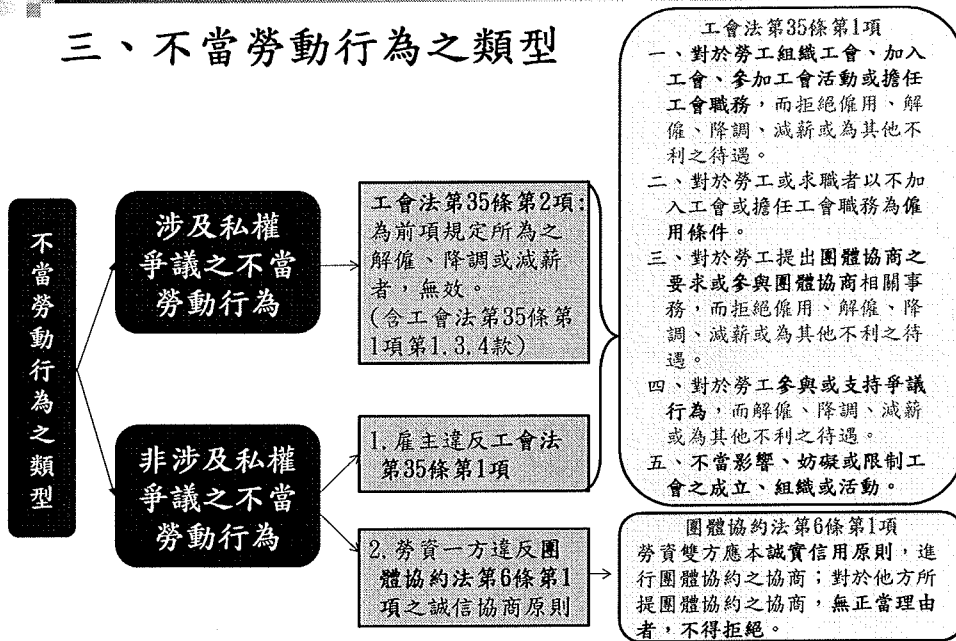 三、不當勞動行為之類型
不當勞動行為之類型
涉及私權
爭議之不當
勞動行為
工會法第35條第2項:
為前項規定所為之
解僱、降調或減薪
者，無效。
(含工會法第35條第
1項第1.3.4款)
非涉及私權
爭議之不當
勞動行為
1.雇主違反工會法
第35條第1項
2.勞資一方違反團
體協約法第6條第1
項之誠信協商原則
工會法第35條第1項
一、對於勞工組織工會、加入
工會、參加工會活動或擔任
工會職務，而拒絕僱用、解
僱、降調、減薪或為其他不
利之待遇。
二、對於勞工或求職者以不加
入工會或擔任工會職務為僱
用條件。
三、對於勞工提出團體協商之
要求或參與團體協商相關事
務，而拒絕僱用、解僱、降
調、減薪或為其他不利之待
遇。
四、對於勞工參與或支持爭議
行為，而解僱、降調、減薪
或為其他不利之待遇。
五、不當影響、妨礙或限制工
會之成立、組織或活動。
團體協約法第6條第1項
勞資雙方應本誠實信用原則，進
行團體協約之協商；對於他方所
提團體協約之協商，無正當理由
者，不得拒絕。